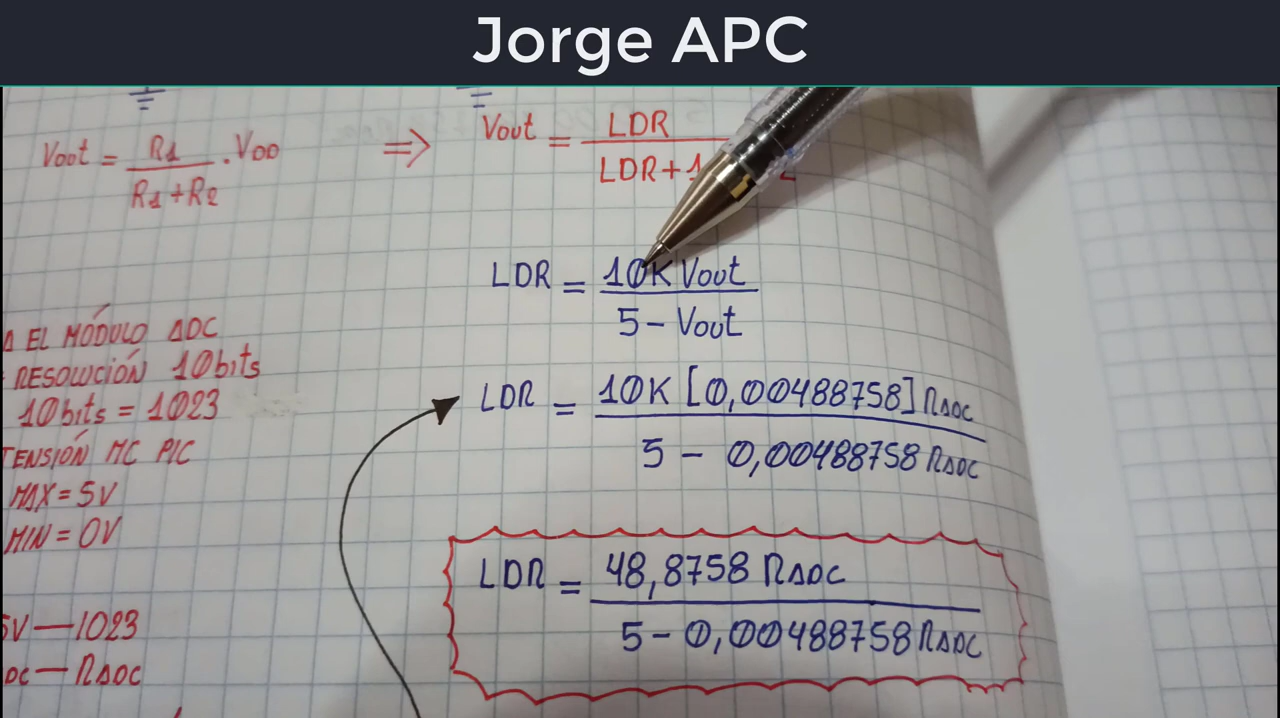 Jorge APC
Vout = R1 / R1+R2 . VDD ⇒ Vout = LDR / LDR+1
LDR = 10K Vout / 5 - Vout
EL MÓDULO ADC
RESOLUCIÓN 10bits
10bits = 1023
TENSIÓN MC PIC
MAX = 5V
MIN = 0V
5V — 1023
DC — RADC
LDR = 10K [0,00488758] RADC / 5 - 0,00488758 RADC
LDR = 48,8758 RADC / 5 - 0,00488758 RADC